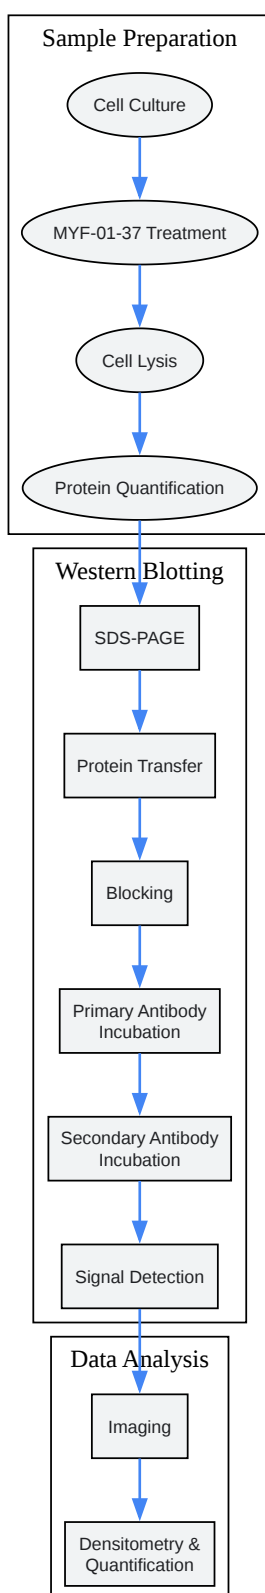 Sample Preparation
Cell Culture
MYF-01-37 Treatment
Cell Lysis
Protein Quantification
Western Blotting
SDS-PAGE
Protein Transfer
Blocking
Primary Antibody
Incubation
Secondary Antibody
Incubation
Signal Detection
Data Analysis
Imaging
Densitometry &
Quantification